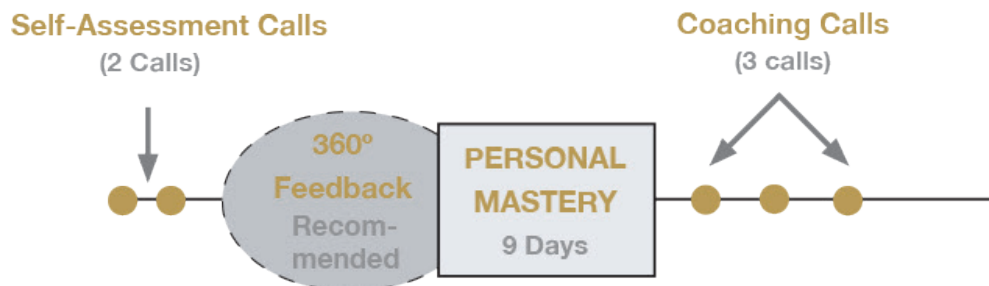 Self-Assessment Calls
(2 Calls)
Coaching Calls
(3 calls)
360º
Feedback
Recom-
mended
PERSONAL
MASTERY
9 Days